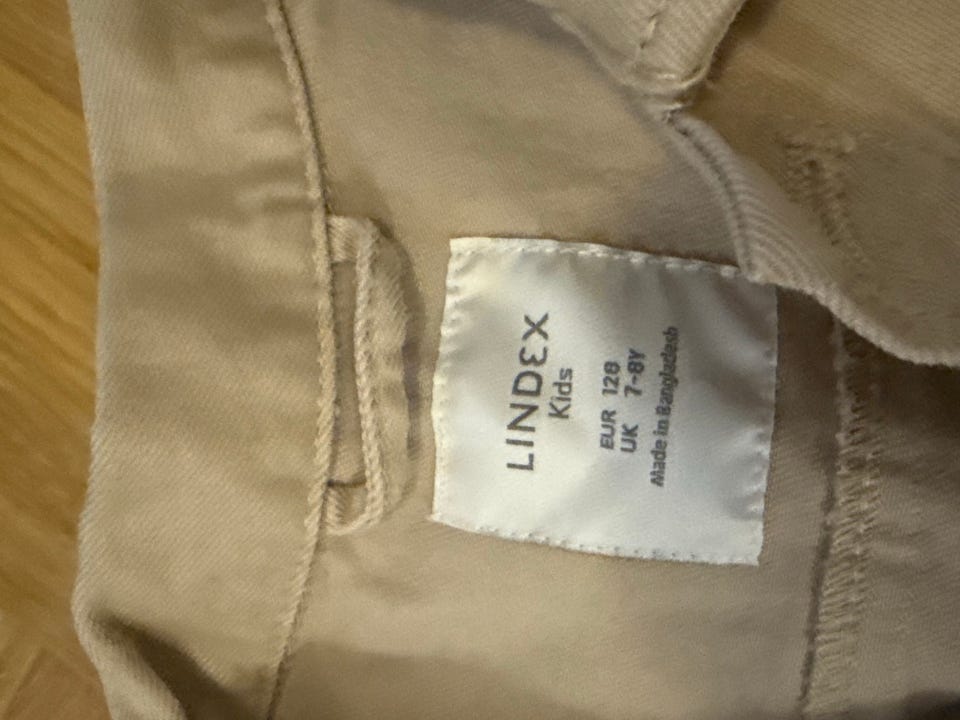 LINDEX
Kids
EUR 128
UK 7-8Y
Made in Bangladesh